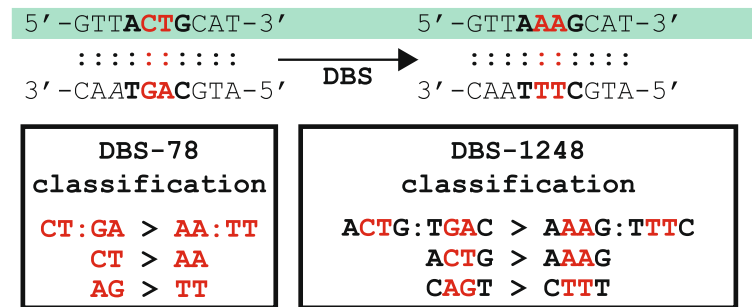 5′-GTTACTGCAT-3′ 5′-GTTAAAGCAT-3′
:::::::::: DBS ::::::::::
3′-CAATGACGTA-5′ 3′-CAATTTCGTA-5′
DBS-78
classification
CT:GA > AA:TT
CT > AA
AG > TT
DBS-1248
classification
ACTG:TGAC > AAAG:TTTC
ACTG > AAAG
CAGT > CTTT